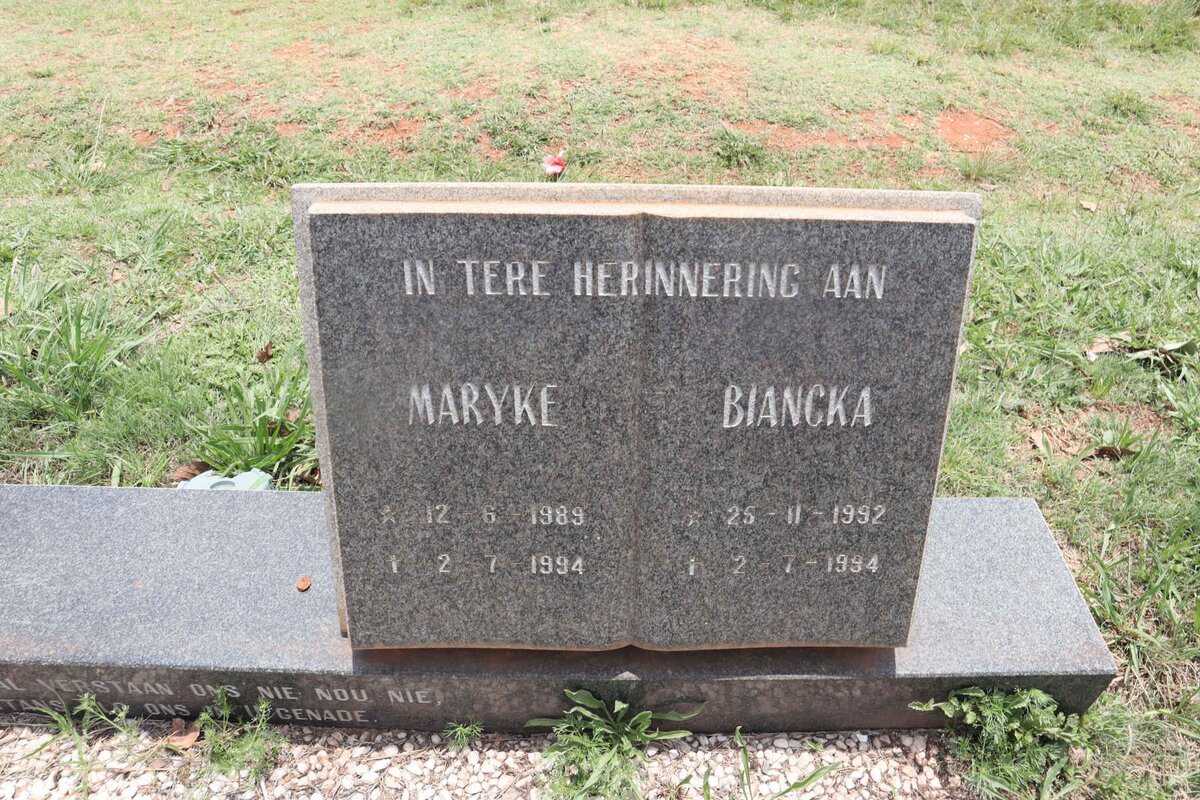 IN TERE HERINNERING AAN
MARYKE
BIANCKA
☆ 12 - 6 - 1989
† 2 - 7 1994
☆ 25 - 11 - 1992
† 2 - 7 - 1994
VERSTAAN ONS NIE NOU NIE,
ONS GENADE.